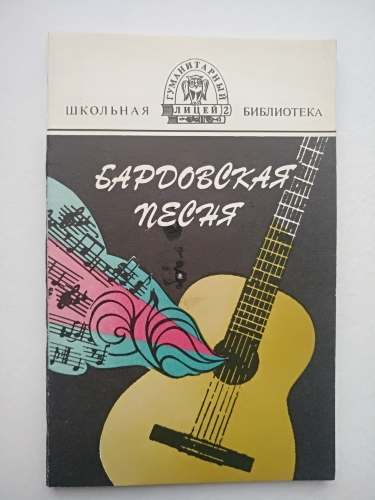 ГУМАНИТАРНЫЙ
ШКОЛЬНАЯ ЛИЦЕЙ 2 БИБЛИОТЕКА
БАРДОВСКАЯ
ПЕСНЯ